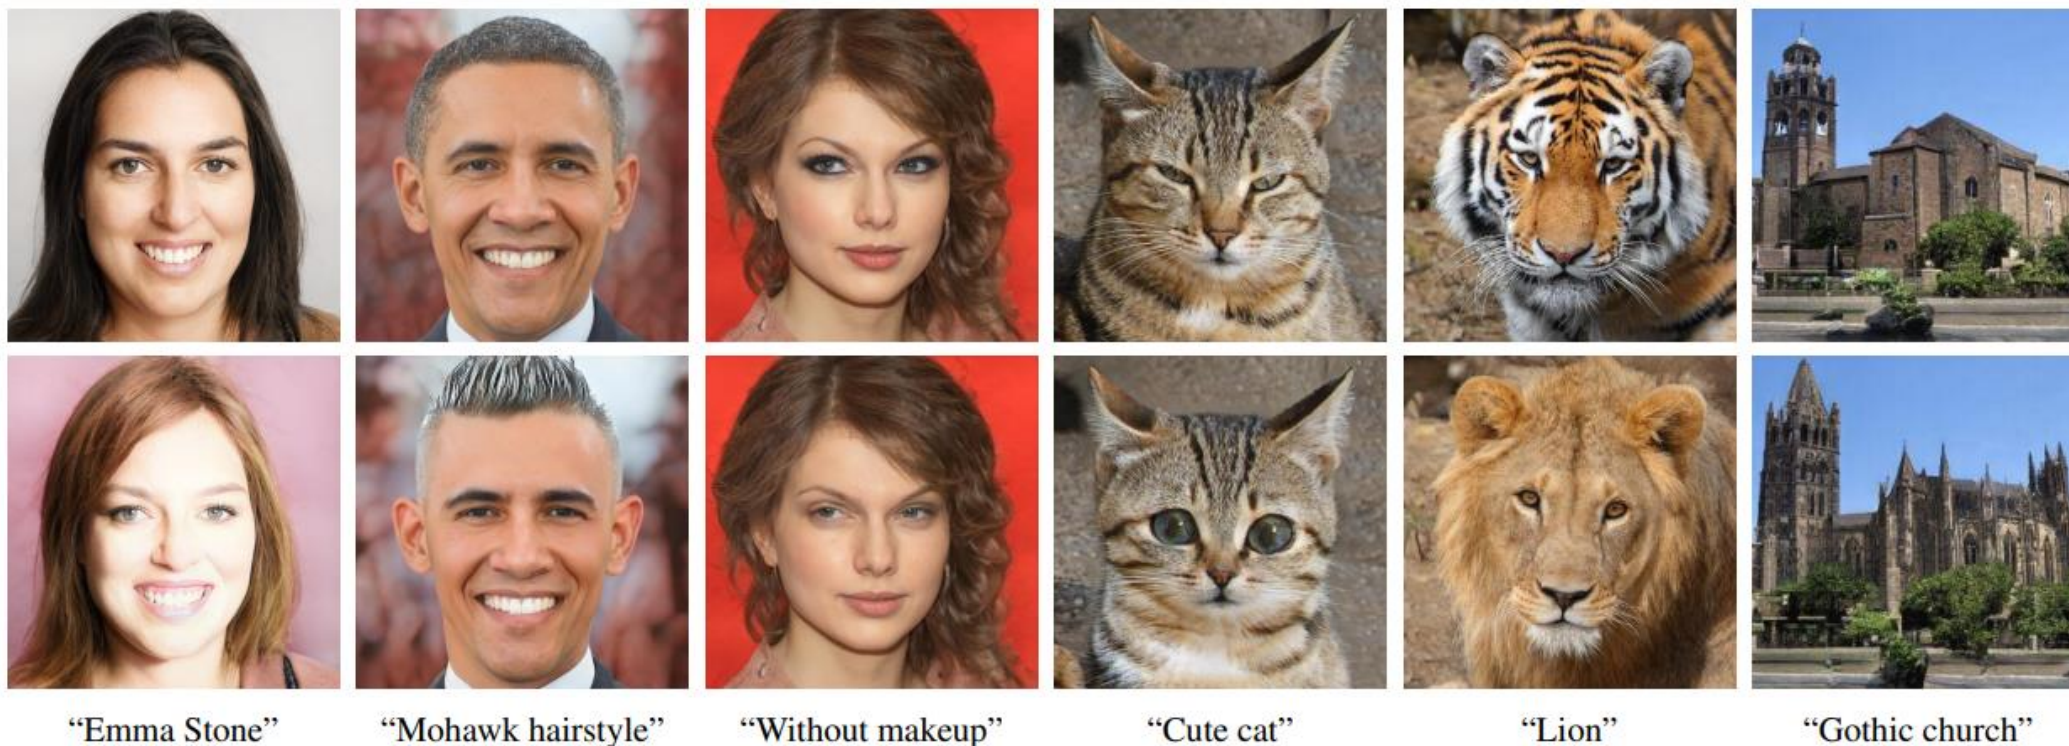 “Emma Stone” “Mohawk hairstyle” “Without makeup” “Cute cat” “Lion” “Gothic church”